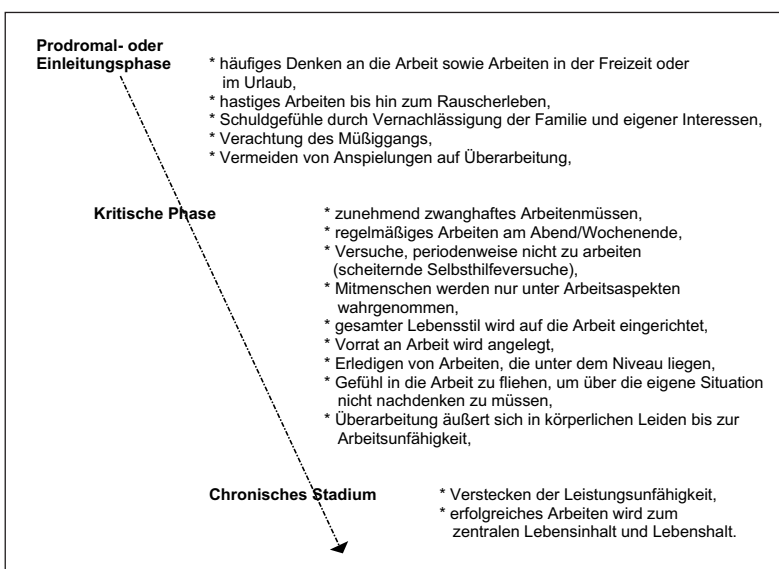 Prodromal- oder
Einleitungsphase
* häufiges Denken an die Arbeit sowie Arbeiten in der Freizeit oder
im Urlaub,
* hastiges Arbeiten bis hin zum Rauscherleben,
* Schuldgefühle durch Vernachlässigung der Familie und eigener Interessen,
* Verachtung des Müßiggangs,
* Vermeiden von Anspielungen auf Überarbeitung,
Kritische Phase
* zunehmend zwanghaftes Arbeitenmüssen,
* regelmäßiges Arbeiten am Abend/Wochenende,
* Versuche, periodenweise nicht zu arbeiten
(scheiternde Selbsthilfeversuche),
* Mitmenschen werden nur unter Arbeitsaspekten
wahrgenommen,
* gesamter Lebensstil wird auf die Arbeit eingerichtet,
* Vorrat an Arbeit wird angelegt,
* Erledigen von Arbeiten, die unter dem Niveau liegen,
* Gefühl in die Arbeit zu fliehen, um über die eigene Situation
nicht nachdenken zu müssen,
* Überarbeitung äußert sich in körperlichen Leiden bis zur
Arbeitsunfähigkeit,
Chronisches Stadium
* Verstecken der Leistungsunfähigkeit,
* erfolgreiches Arbeiten wird zum
zentralen Lebensinhalt und Lebenshalt.